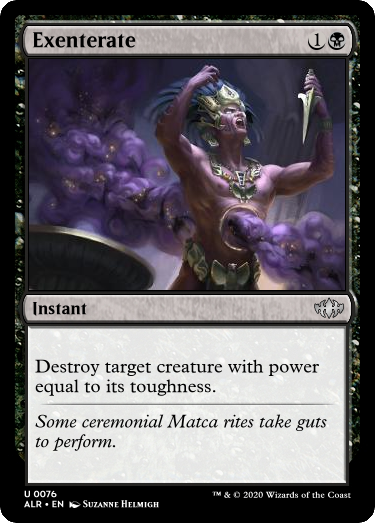 Exenterate 1
Instant
Destroy target creature with power
equal to its toughness.
Some ceremonial Matca rites take guts
to perform.
U 0076
ALR • EN Suzanne Helmigh
™ & © 2020 Wizards of the Coast